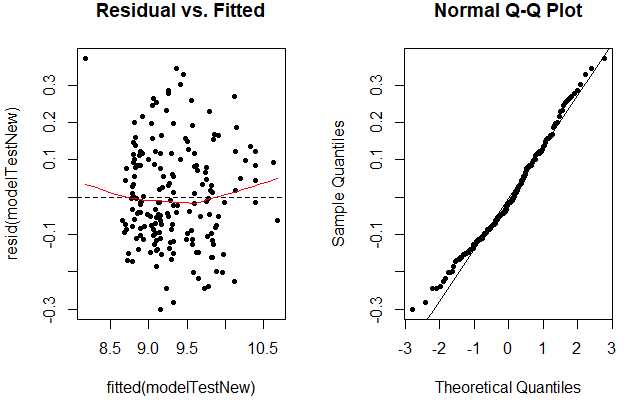 Residual vs. Fitted
resid(modelTestNew)
0.3
0.1
-0.1
-0.3
8.5 9.0 9.5 10.5
fitted(modelTestNew)
Normal Q-Q Plot
Sample Quantiles
0.3
0.1
-0.1
-0.3
-3 -2 -1 0 1 2 3
Theoretical Quantiles